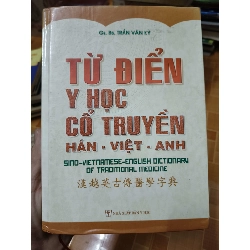 GS. BS. TRẦN VĂN KỲ
TỪ ĐIỂN
Y HỌC
CỔ TRUYỀN
HÁN - VIỆT - ANH
SINO-VIETNAMESE-ENGLISH DICTIONARY
OF TRADITIONAL MEDICINE
漢越英古傳醫學字典